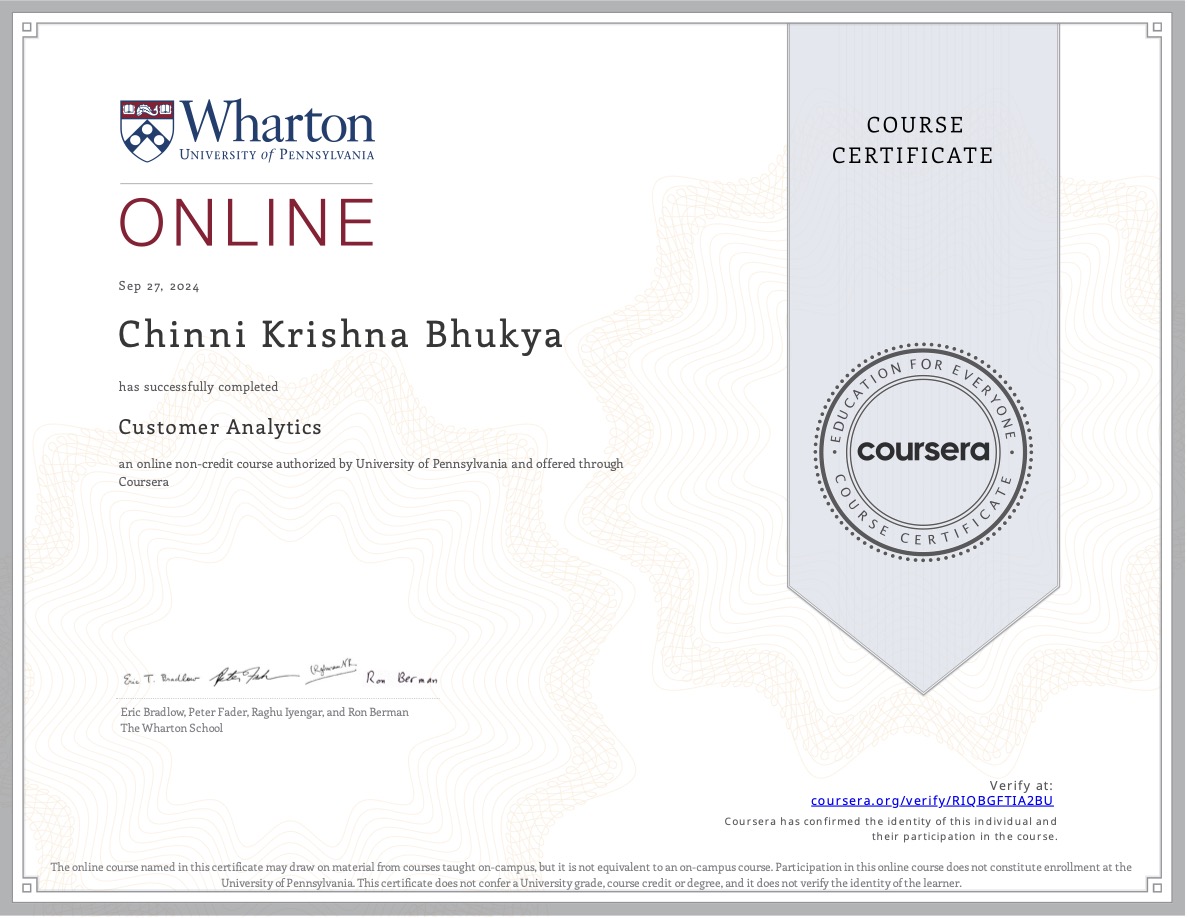 Wharton
UNIVERSITY of PENNSYLVANIA
ONLINE
Sep 27, 2024
Chinni Krishna Bhukya
has successfully completed
Customer Analytics
an online non-credit course authorized by University of Pennsylvania and offered through
Coursera
Eric T. Bradlow
Ron Berman
Eric Bradlow, Peter Fader, Raghu Iyengar, and Ron Berman
The Wharton School
COURSE
CERTIFICATE
EDUCATION FOR EVERYONE
coursera
COURSE CERTIFICATE
Verify at:
coursera.org/verify/RIQBGFTIA2BU
Coursera has confirmed the identity of this individual and
their participation in the course.
The online course named in this certificate may draw on material from courses taught on-campus, but it is not equivalent to an on-campus course. Participation in this online course does not constitute enrollment at the
University of Pennsylvania. This certificate does not confer a University grade, course credit or degree, and it does not verify the identity of the learner.